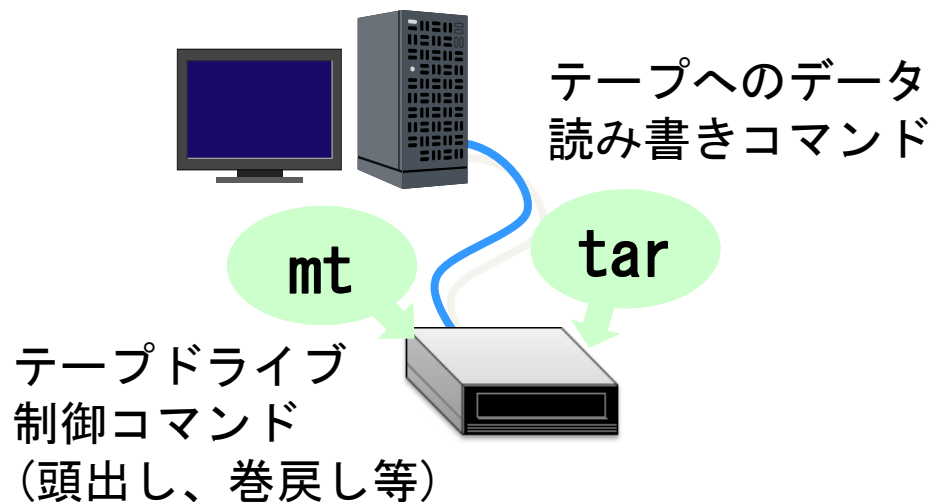 テープへのデータ
読み書きコマンド
mt
tar
テープドライブ
制御コマンド
(頭出し、巻戻し等)